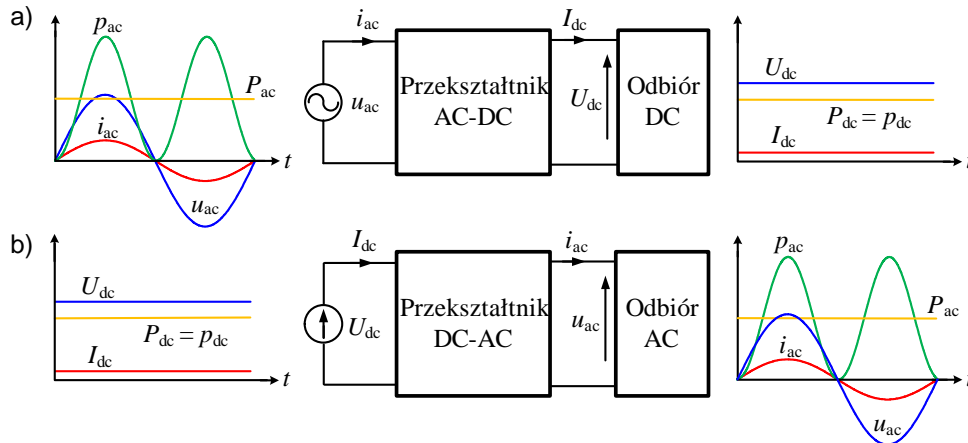 a)
p_ac
P_ac
i_ac
t
u_ac
i_ac
u_ac
Przekształtnik
AC-DC
I_dc
U_dc
Odbiór
DC
U_dc
P_dc = p_dc
I_dc
t
b)
U_dc
P_dc = p_dc
I_dc
t
I_dc
U_dc
Przekształtnik
DC-AC
i_ac
u_ac
Odbiór
AC
p_ac
P_ac
i_ac
t
u_ac